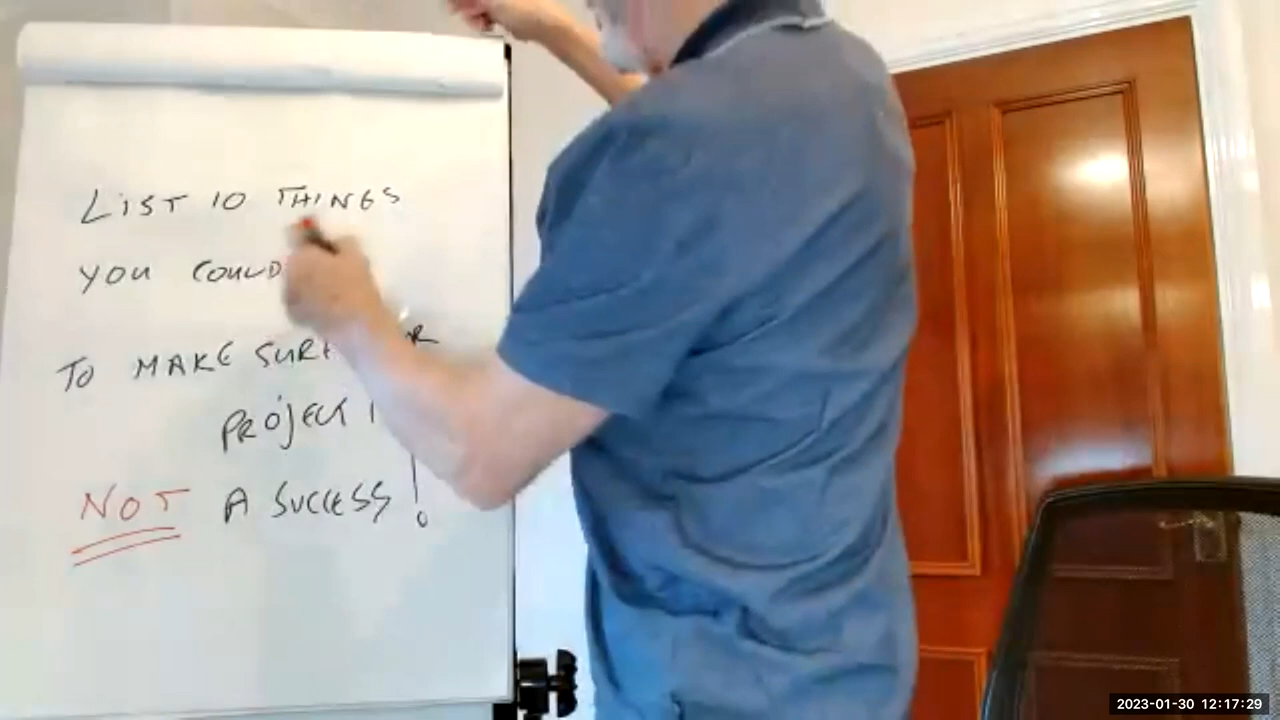 LIST 10 THINGS
YOU COULD
TO MAKE SURE
PROJECT
NOT A SUCCESS!
2023-01-30 12:17:29